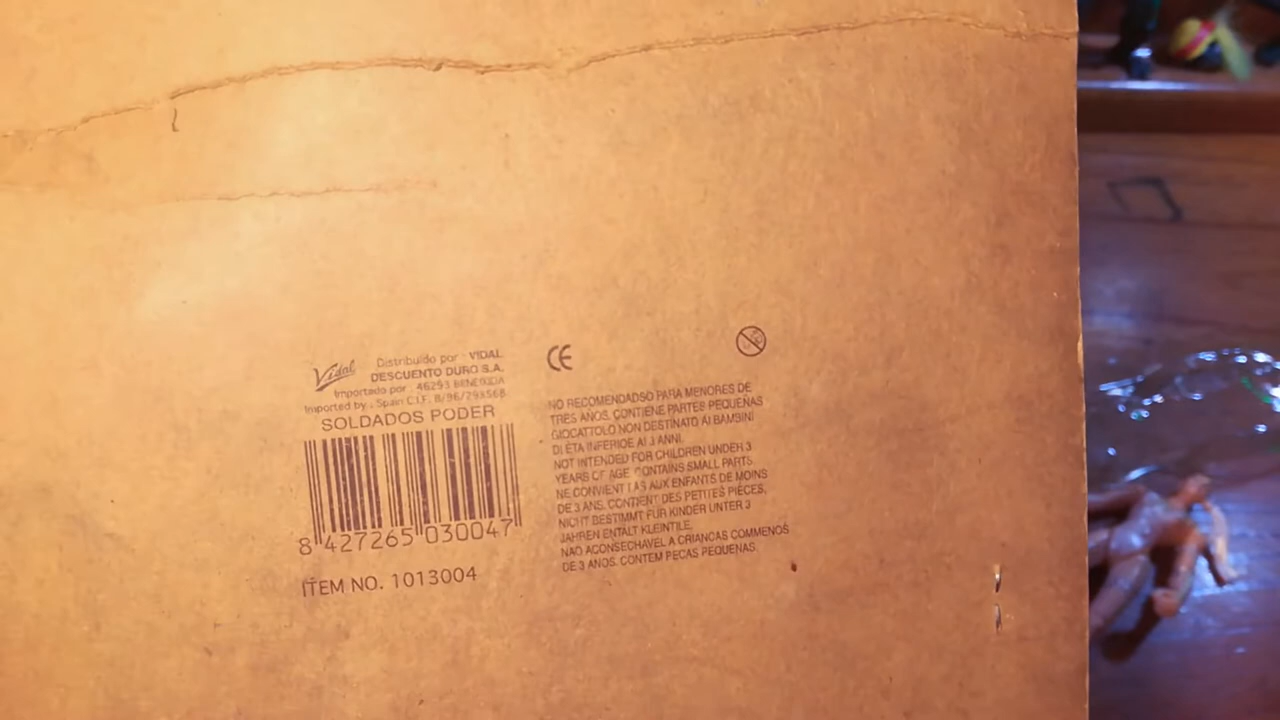 Vidal
Distribuido por - VIDAL
DESCUENTO DURO S.A.
Importado por . 46293 BENEGIDA
Imported by . Spain C.I.F. B/96/
SOLDADOS PODER
8 427265 030047
ITEM NO. 1013004
CE
NO RECOMENDADSO PARA MENORES DE
TRES AÑOS. CONTIENE PARTES PEQUEÑAS
GIOCATTOLO NON DESTINATO AI BAMBINI
DI ETA INFERIOE AI 3 ANNI.
NOT INTENDED FOR CHILDREN UNDER 3
YEARS OF AGE. CONTAINS SMALL PARTS.
NE CONVIENT PAS AUX ENFANTS DE MOINS
DE 3 ANS. CONTIENT DES PETITES PIÈCES,
NICHT BESTIMMT FUR KINDER UNTER 3
JAHREN ENTALT KLEINTILE.
NAO ACONSECHAVEL A CRIANCAS COMMENOS
DE 3 ANOS. CONTEM PECAS PEQUENAS.